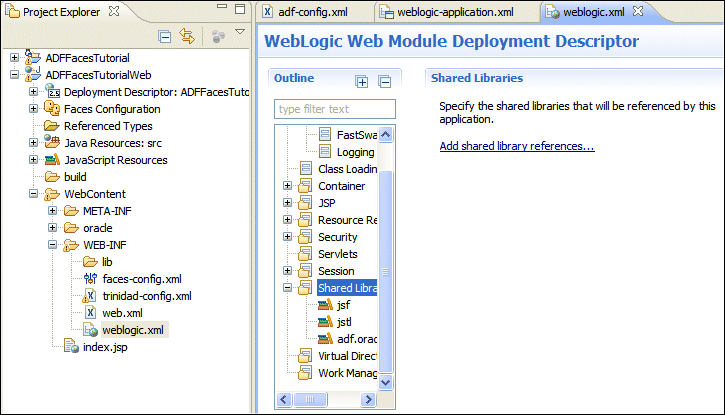 Project Explorer
ADFFacesTutorial
ADFFacesTutorialWeb
Deployment Descriptor: ADFFacesTuto
Faces Configuration
Referenced Types
Java Resources: src
JavaScript Resources
build
WebContent
META-INF
oracle
WEB-INF
lib
faces-config.xml
trinidad-config.xml
web.xml
weblogic.xml
index.jsp
adf-config.xml
weblogic-application.xml
weblogic.xml
WebLogic Web Module Deployment Descriptor
Outline
type filter text
FastSwa
Logging
Class Loadin
Container
JSP
Resource Re
Security
Servlets
Session
Shared Libra
jsf
jstl
adf.orac
Virtual Direct
Work Manag
Shared Libraries
Specify the shared libraries that will be referenced by this
application.
Add shared library references...